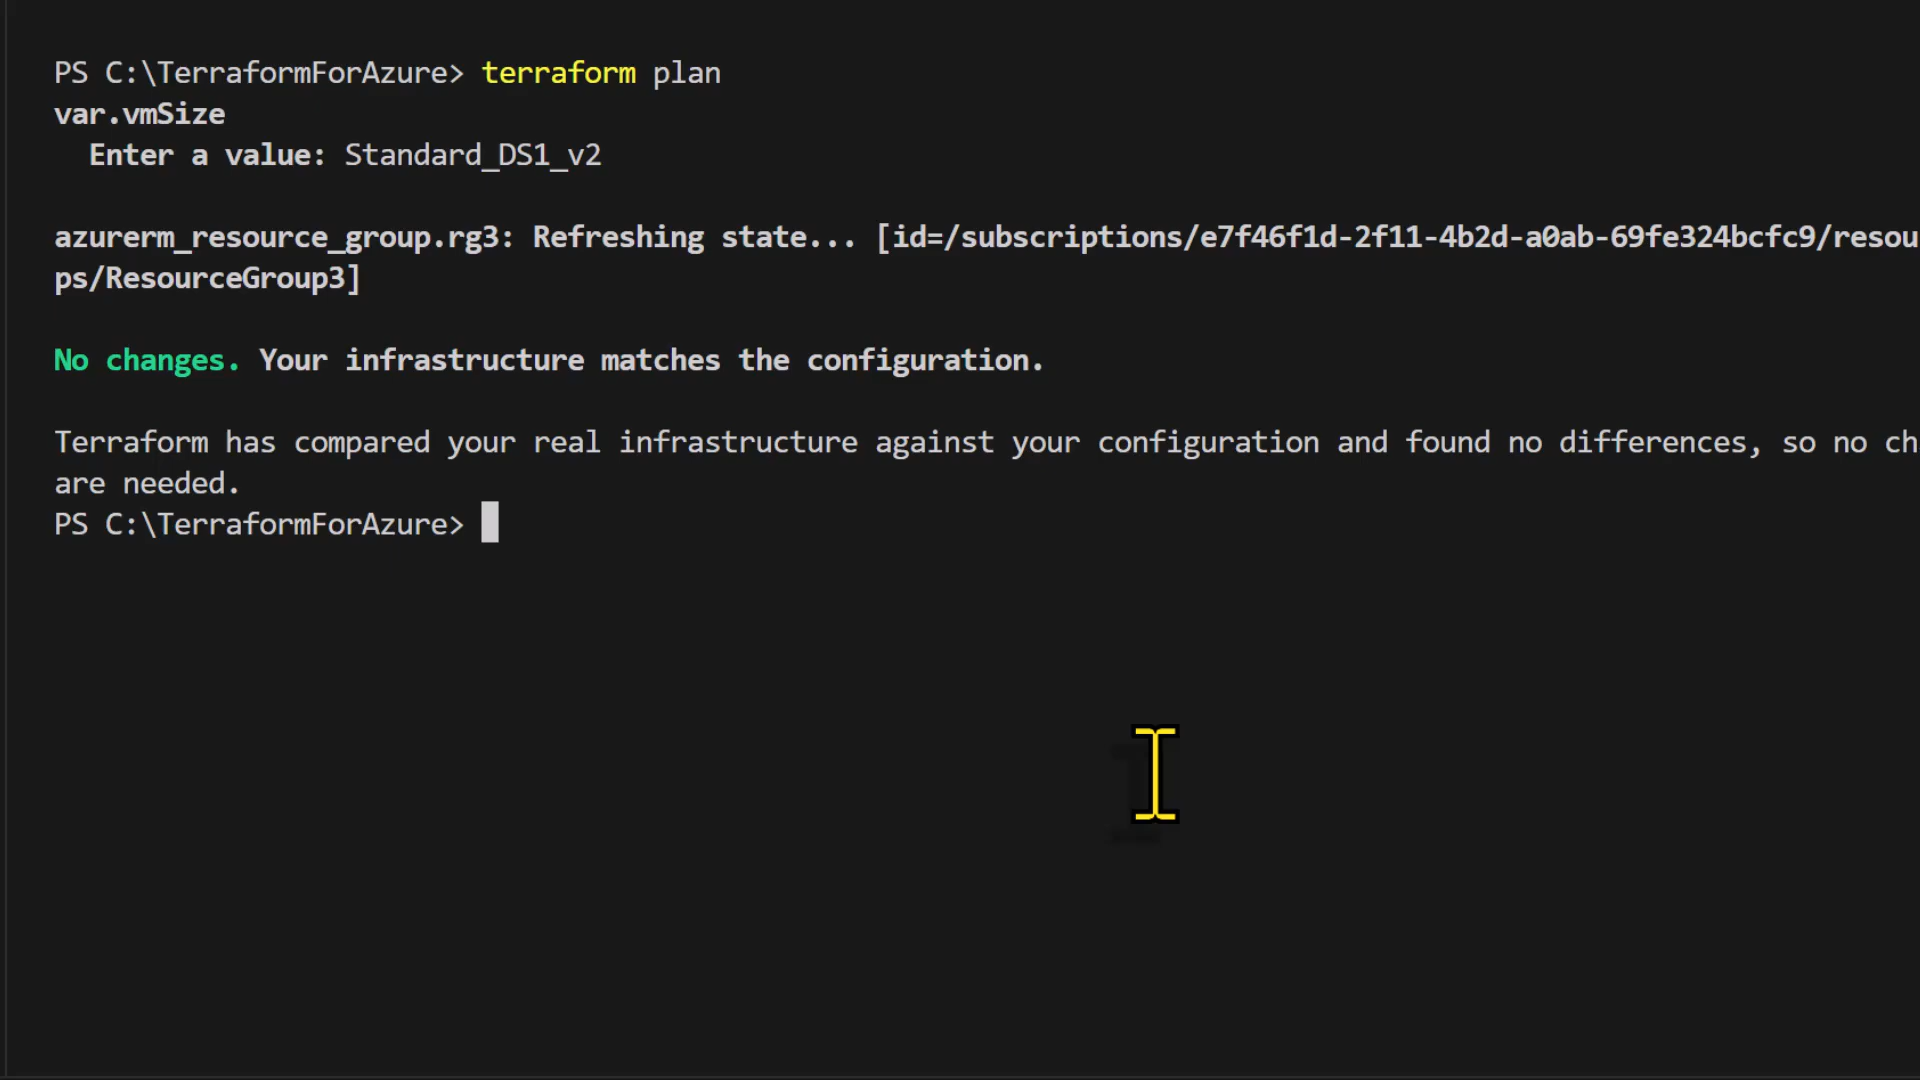 PS C:\TerraformForAzure> terraform plan
var.vmSize
Enter a value: Standard_DS1_v2
azurerm_resource_group.rg3: Refreshing state... [id=/subscriptions/e7f46f1d-2f11-4b2d-a0ab-69fe324bcfc9/resou
ps/ResourceGroup3]
No changes. Your infrastructure matches the configuration.
Terraform has compared your real infrastructure against your configuration and found no differences, so no ch
are needed.
PS C:\TerraformForAzure>